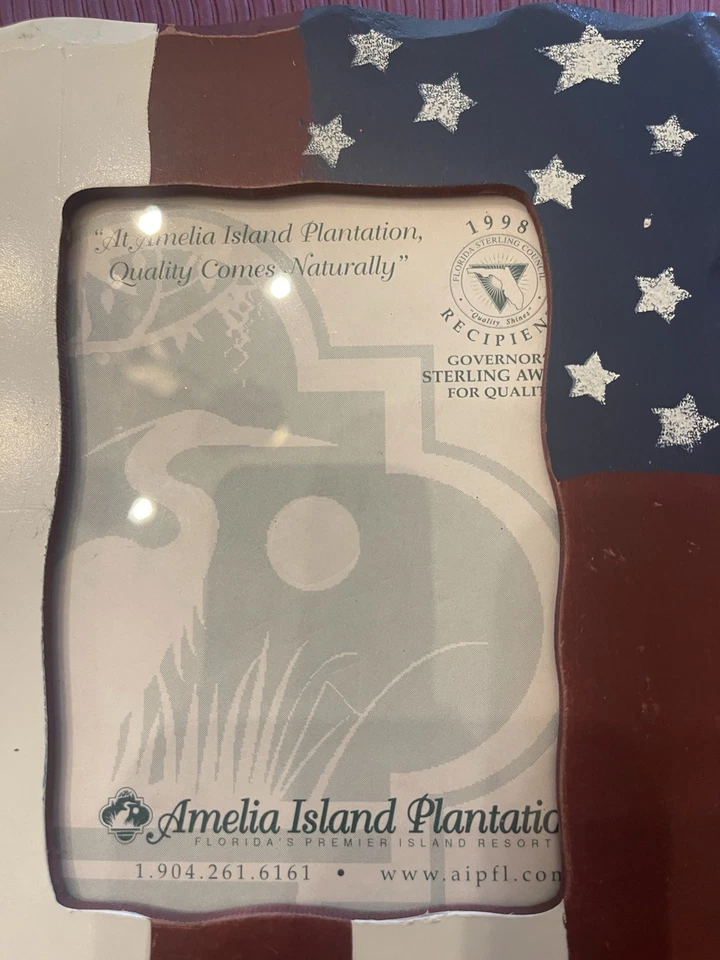 "At Amelia Island Plantation,
Quality Comes Naturally"
1998
FLORIDA STERLING COUNCIL
"Quality Shines"
RECIPIEN
GOVERNOR'
STERLING AW
FOR QUALIT
Amelia Island Plantatio
FLORIDA'S PREMIER ISLAND RESORT
1.904.261.6161 • www.aipfl.com